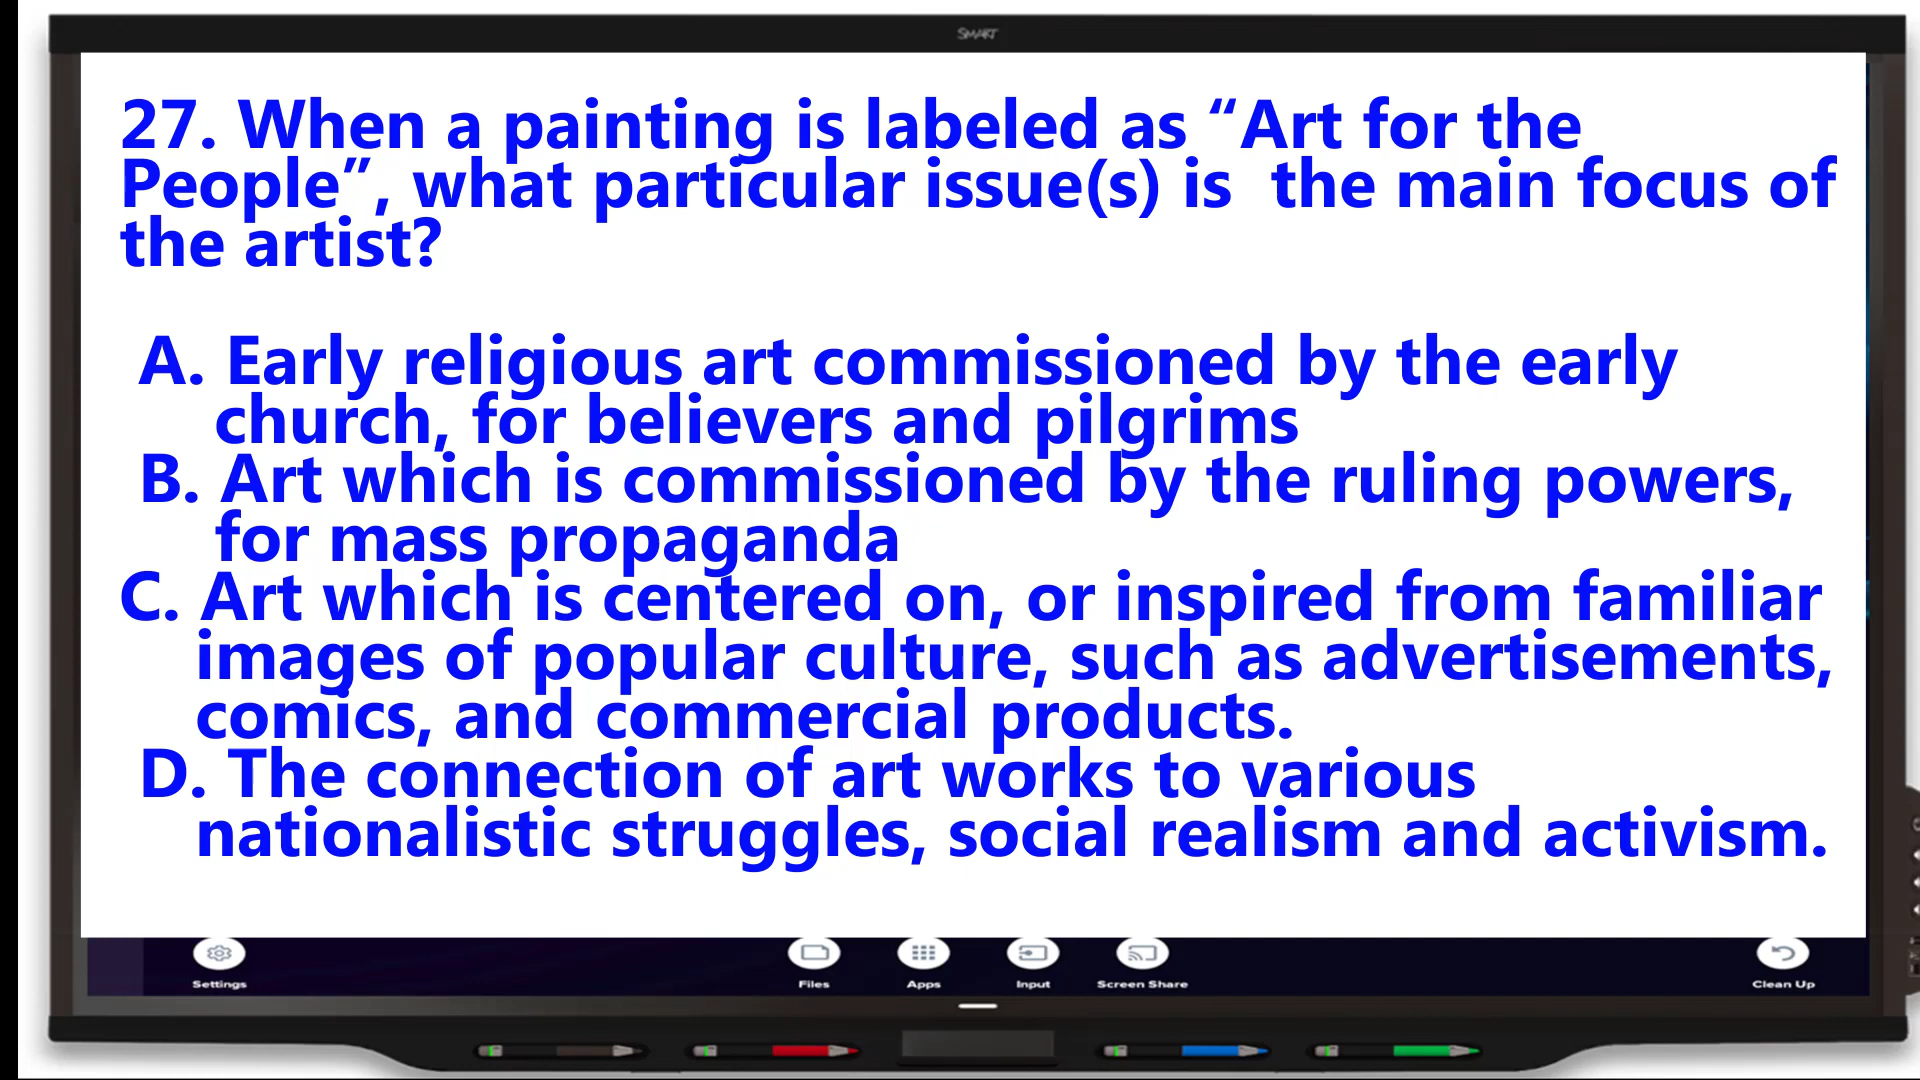 SMART
27. When a painting is labeled as “Art for the
People”, what particular issue(s) is  the main focus of
the artist?
A. Early religious art commissioned by the early
church, for believers and pilgrims
B. Art which is commissioned by the ruling powers,
for mass propaganda
C. Art which is centered on, or inspired from familiar
images of popular culture, such as advertisements,
comics, and commercial products.
D. The connection of art works to various
nationalistic struggles, social realism and activism.
Settings Files Apps Input Screen Share Clean Up